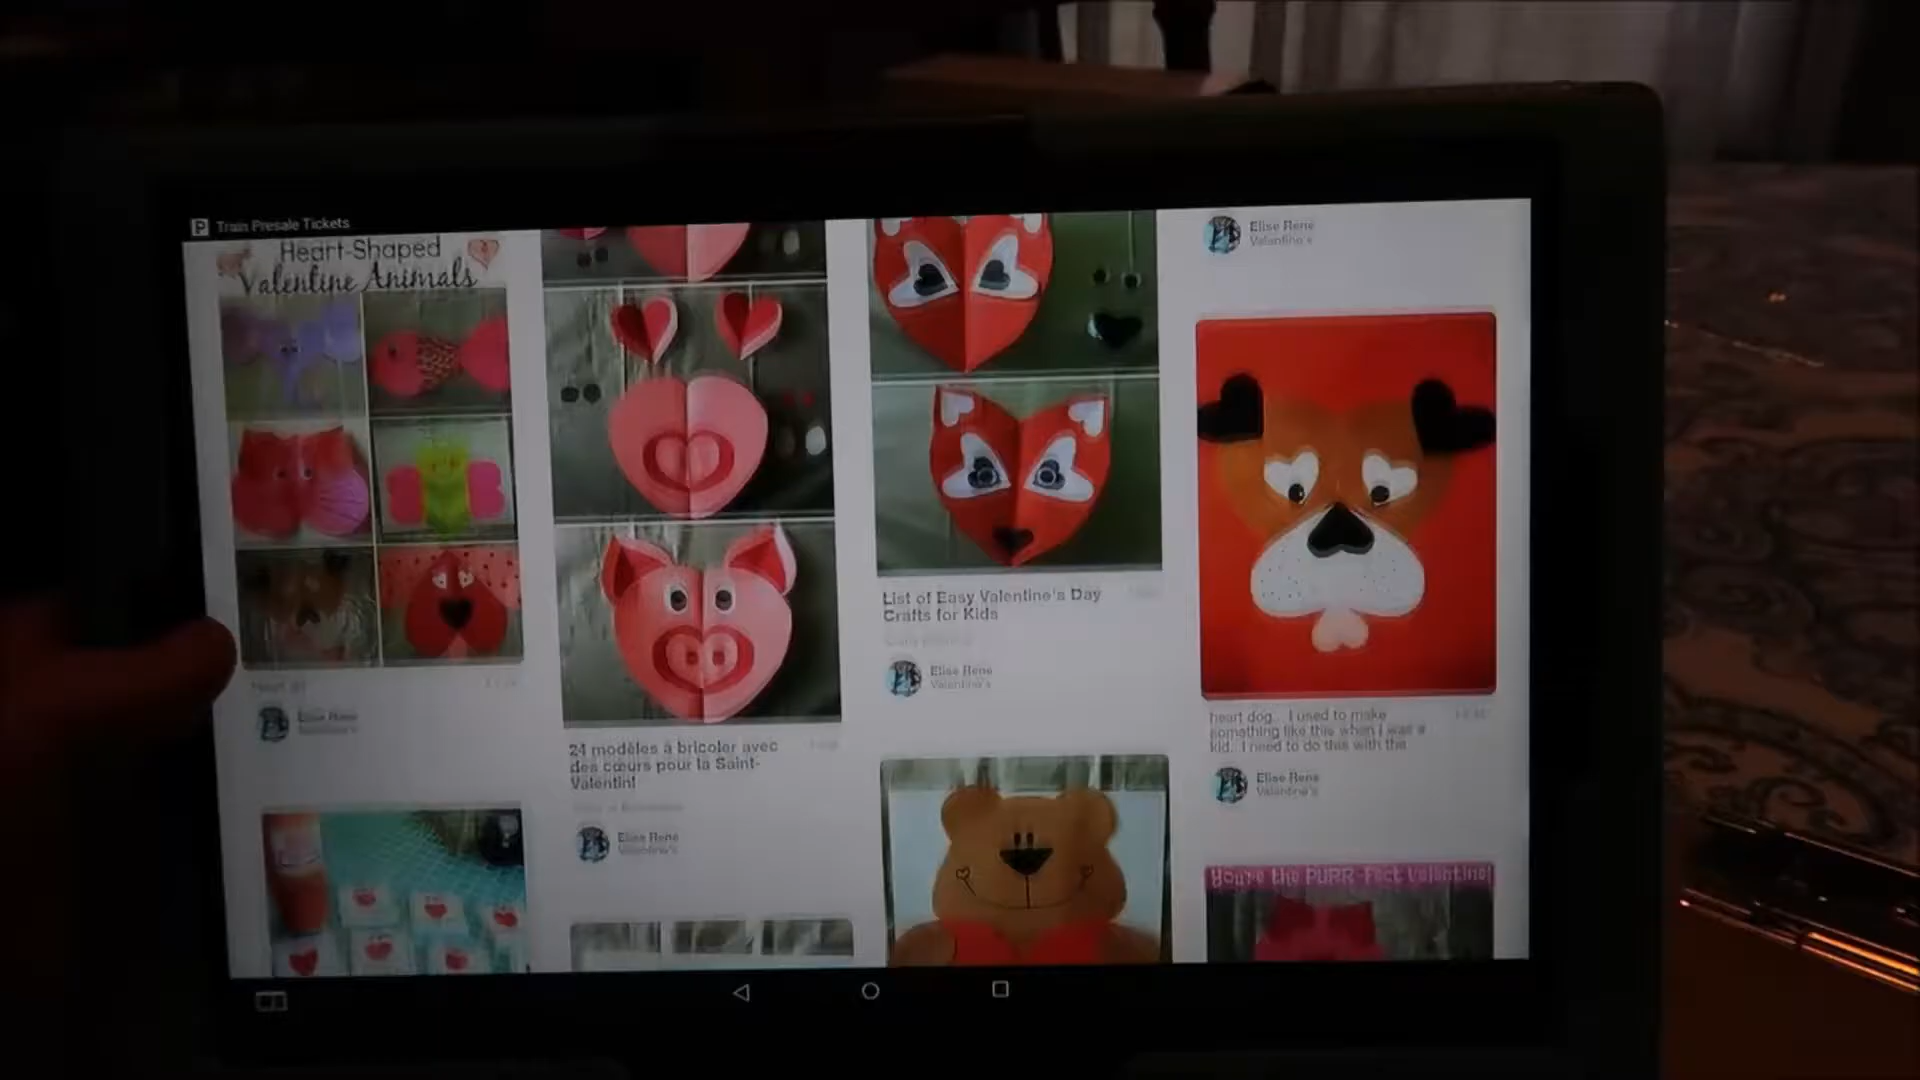 Train Presale Tickets
Heart-Shaped
Valentine Animals
Elise Rene
Valentine's
24 modèles à bricoler avec
des cœurs pour la Saint-
Valentin!
Elise Rene
Valentine's
List of Easy Valentine's Day
Crafts for Kids
Elise Rene
Valentine's
Elise Rene
Valentine's
heart dog... I used to make
something like this when I was a
kid.. I need to do this with the
Elise Rene
Valentine's
You're the PURR-fect valentine!